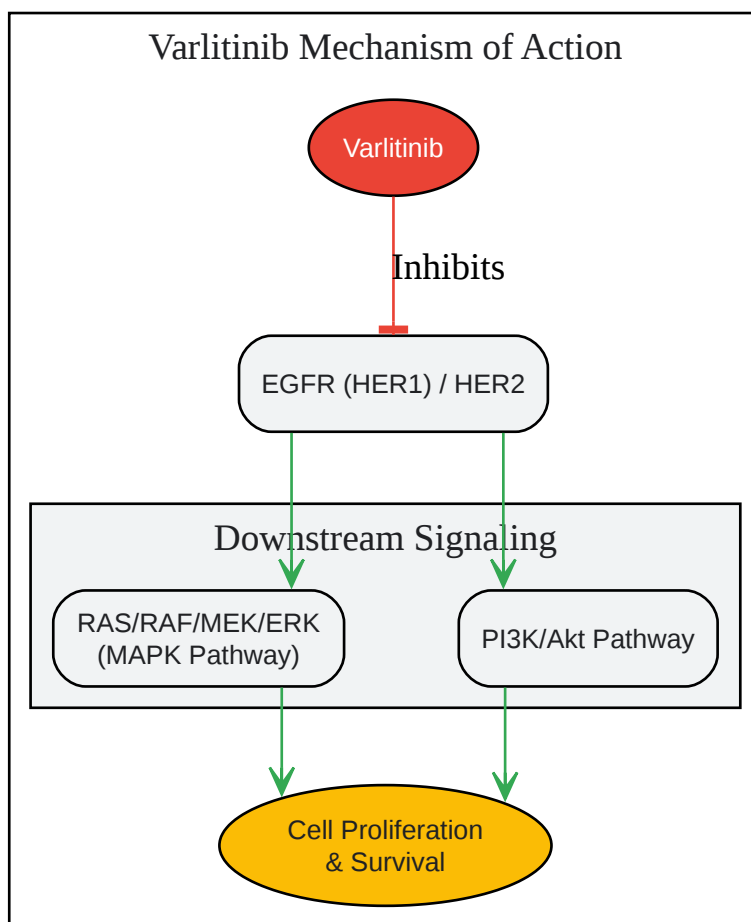 Varlitinib Mechanism of Action
Varlitinib
Inhibits
EGFR (HER1) / HER2
Downstream Signaling
RAS/RAF/MEK/ERK
(MAPK Pathway)
PI3K/Akt Pathway
Cell Proliferation
& Survival